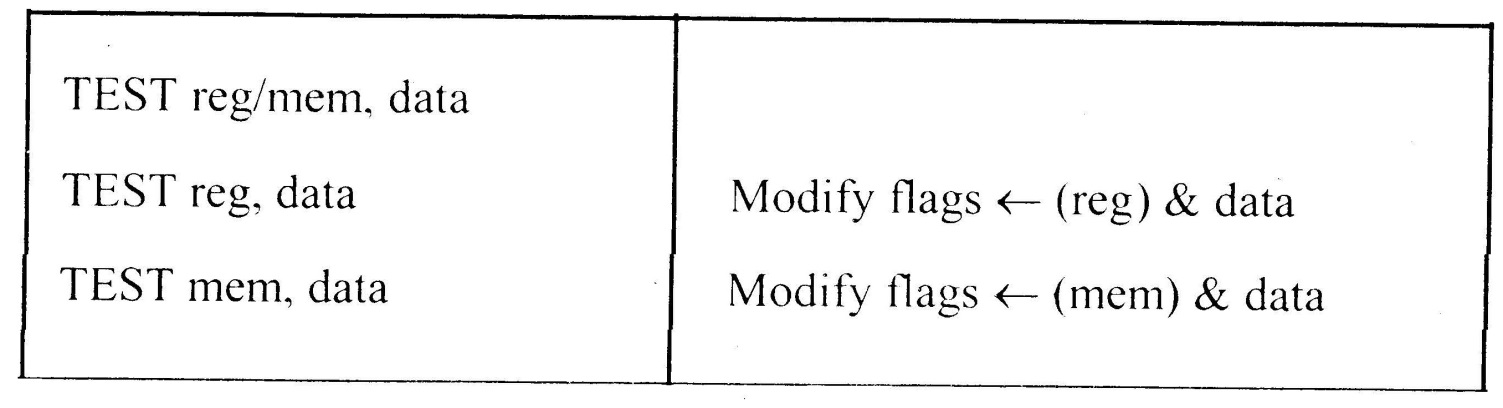 TEST reg/mem, data
TEST reg, data
Modify flags ← (reg) & data
TEST mem, data
Modify flags ← (mem) & data